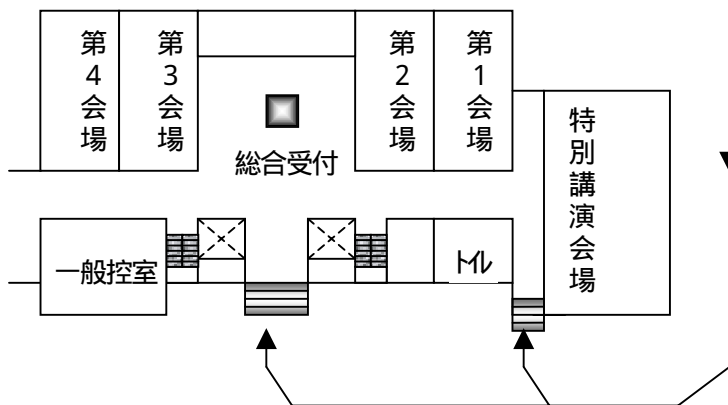 第4会場
第3会場
第2会場
第1会場
特別講演会場
総合受付
一般控室
トイレ